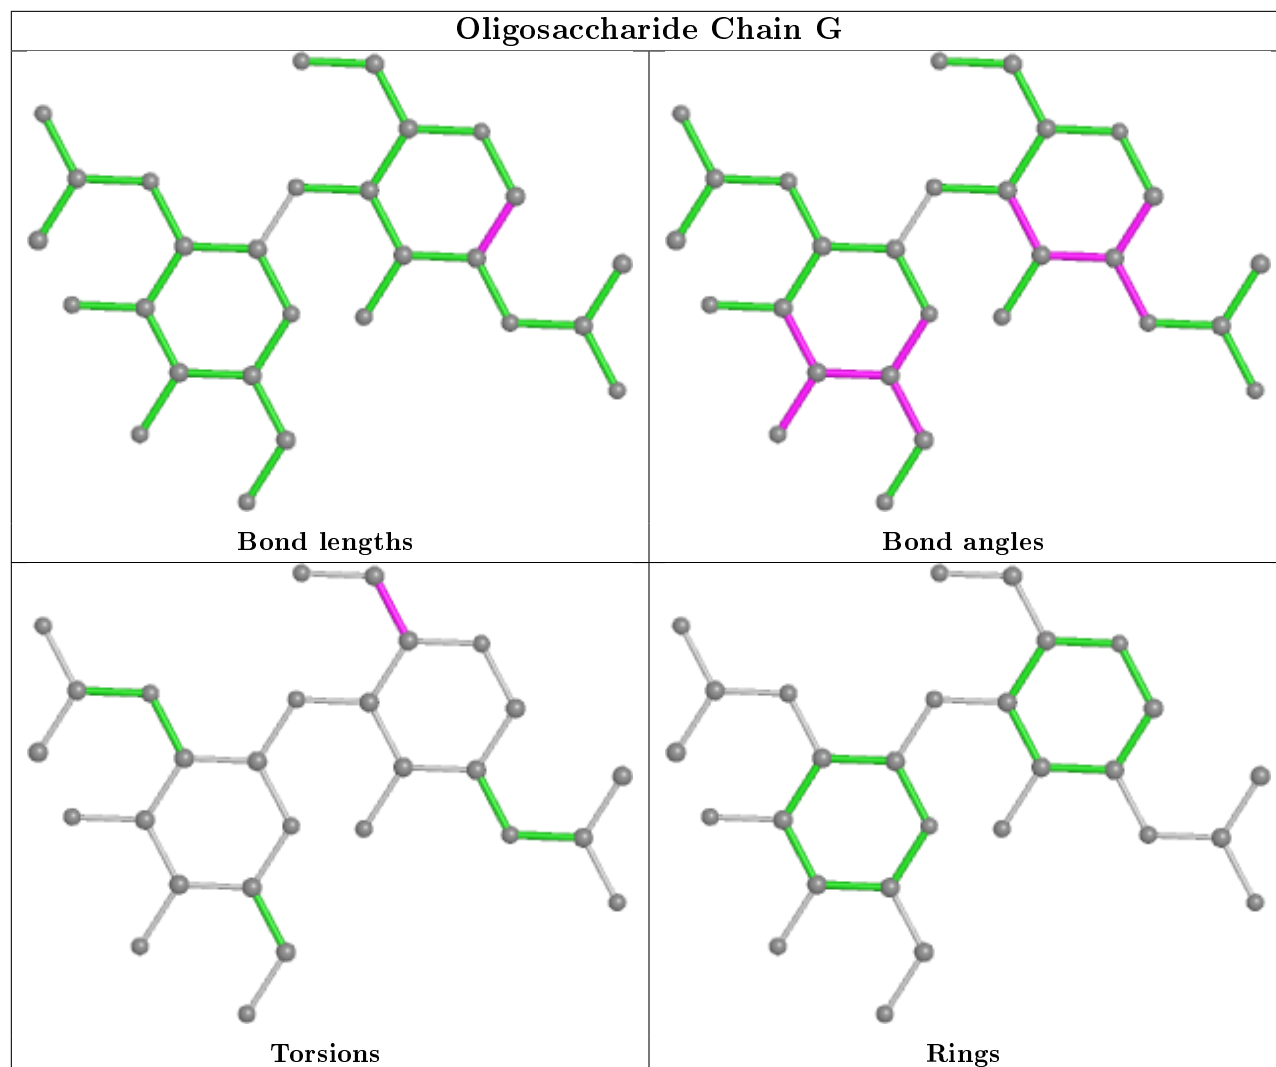 Oligosaccharide Chain G
Bond lengths
Bond angles
Torsions
Rings